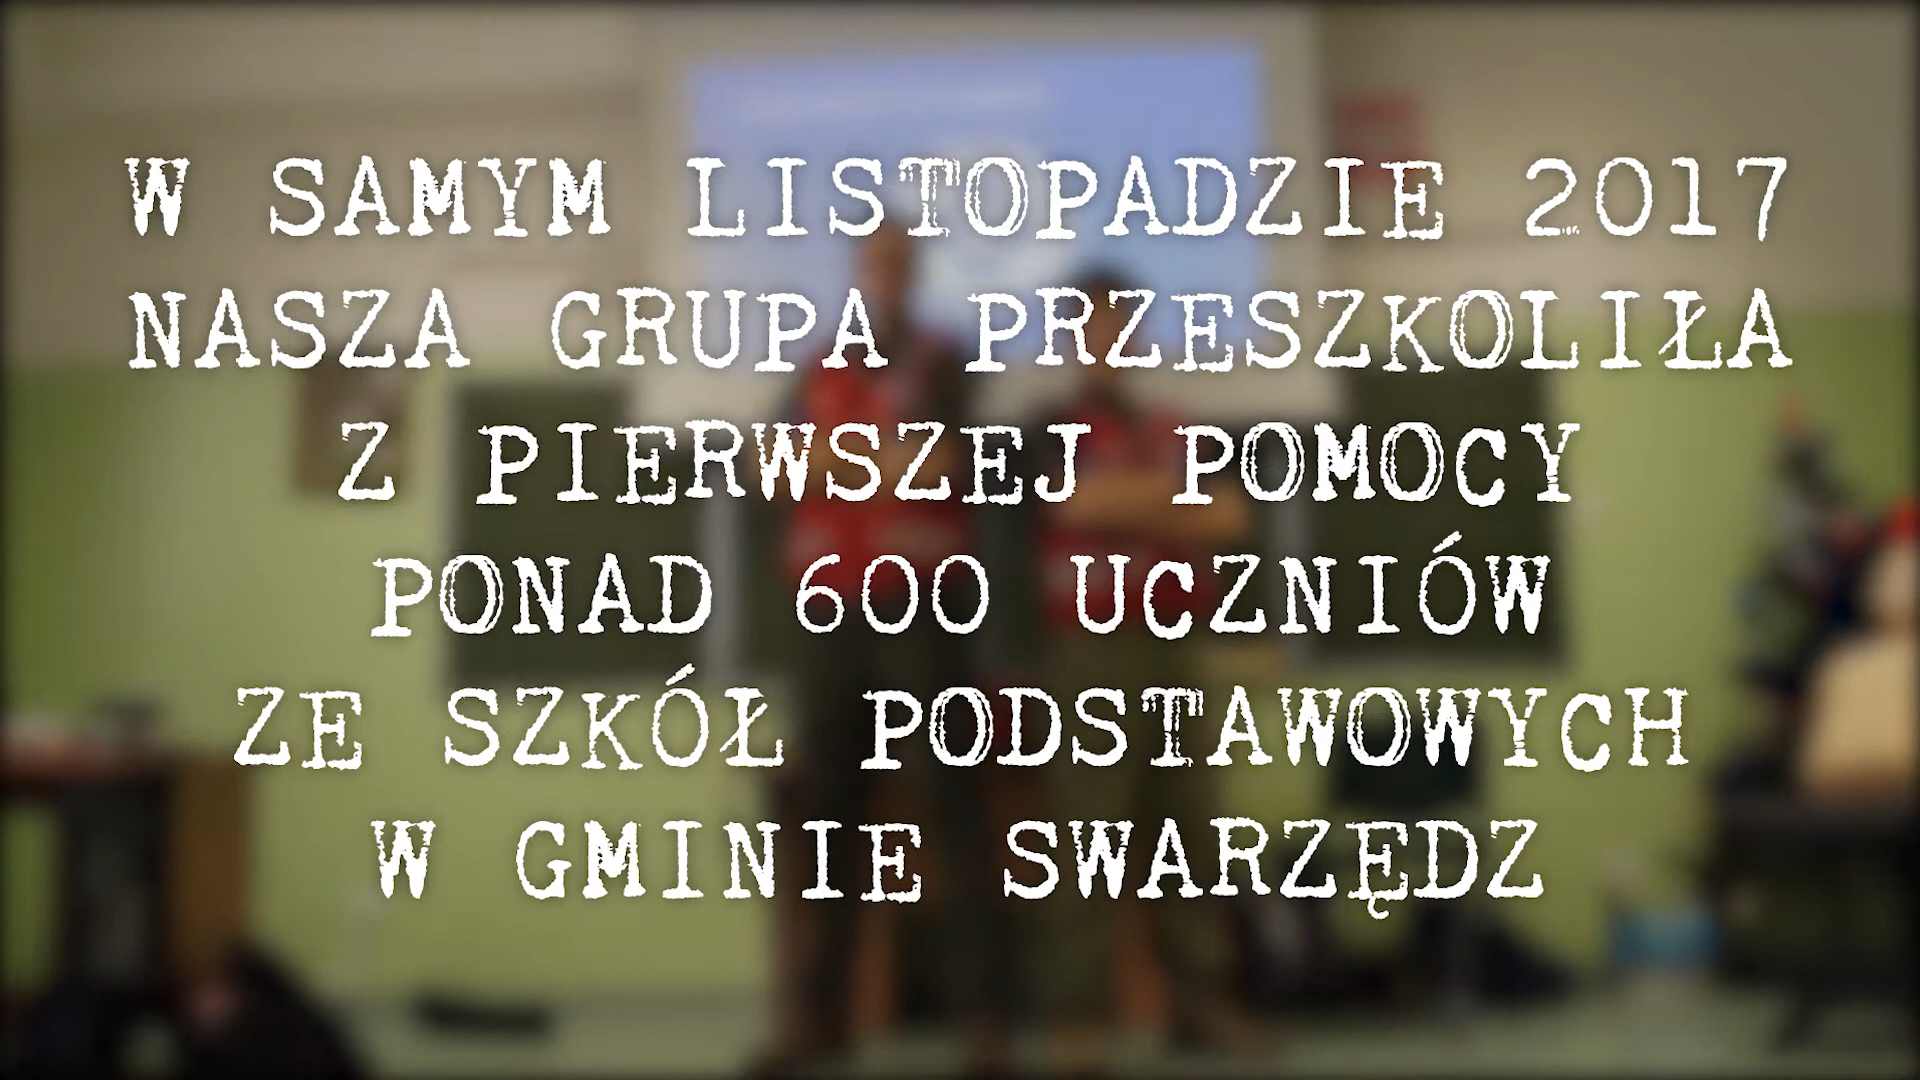 W SAMYM LISTOPADZIE 2017
NASZA GRUPA PRZESZKOLIŁA
Z PIERWSZEJ POMOCY
PONAD 600 UCZNIÓW
ZE SZKÓŁ PODSTAWOWYCH
W GMINIE SWARZĘDZ